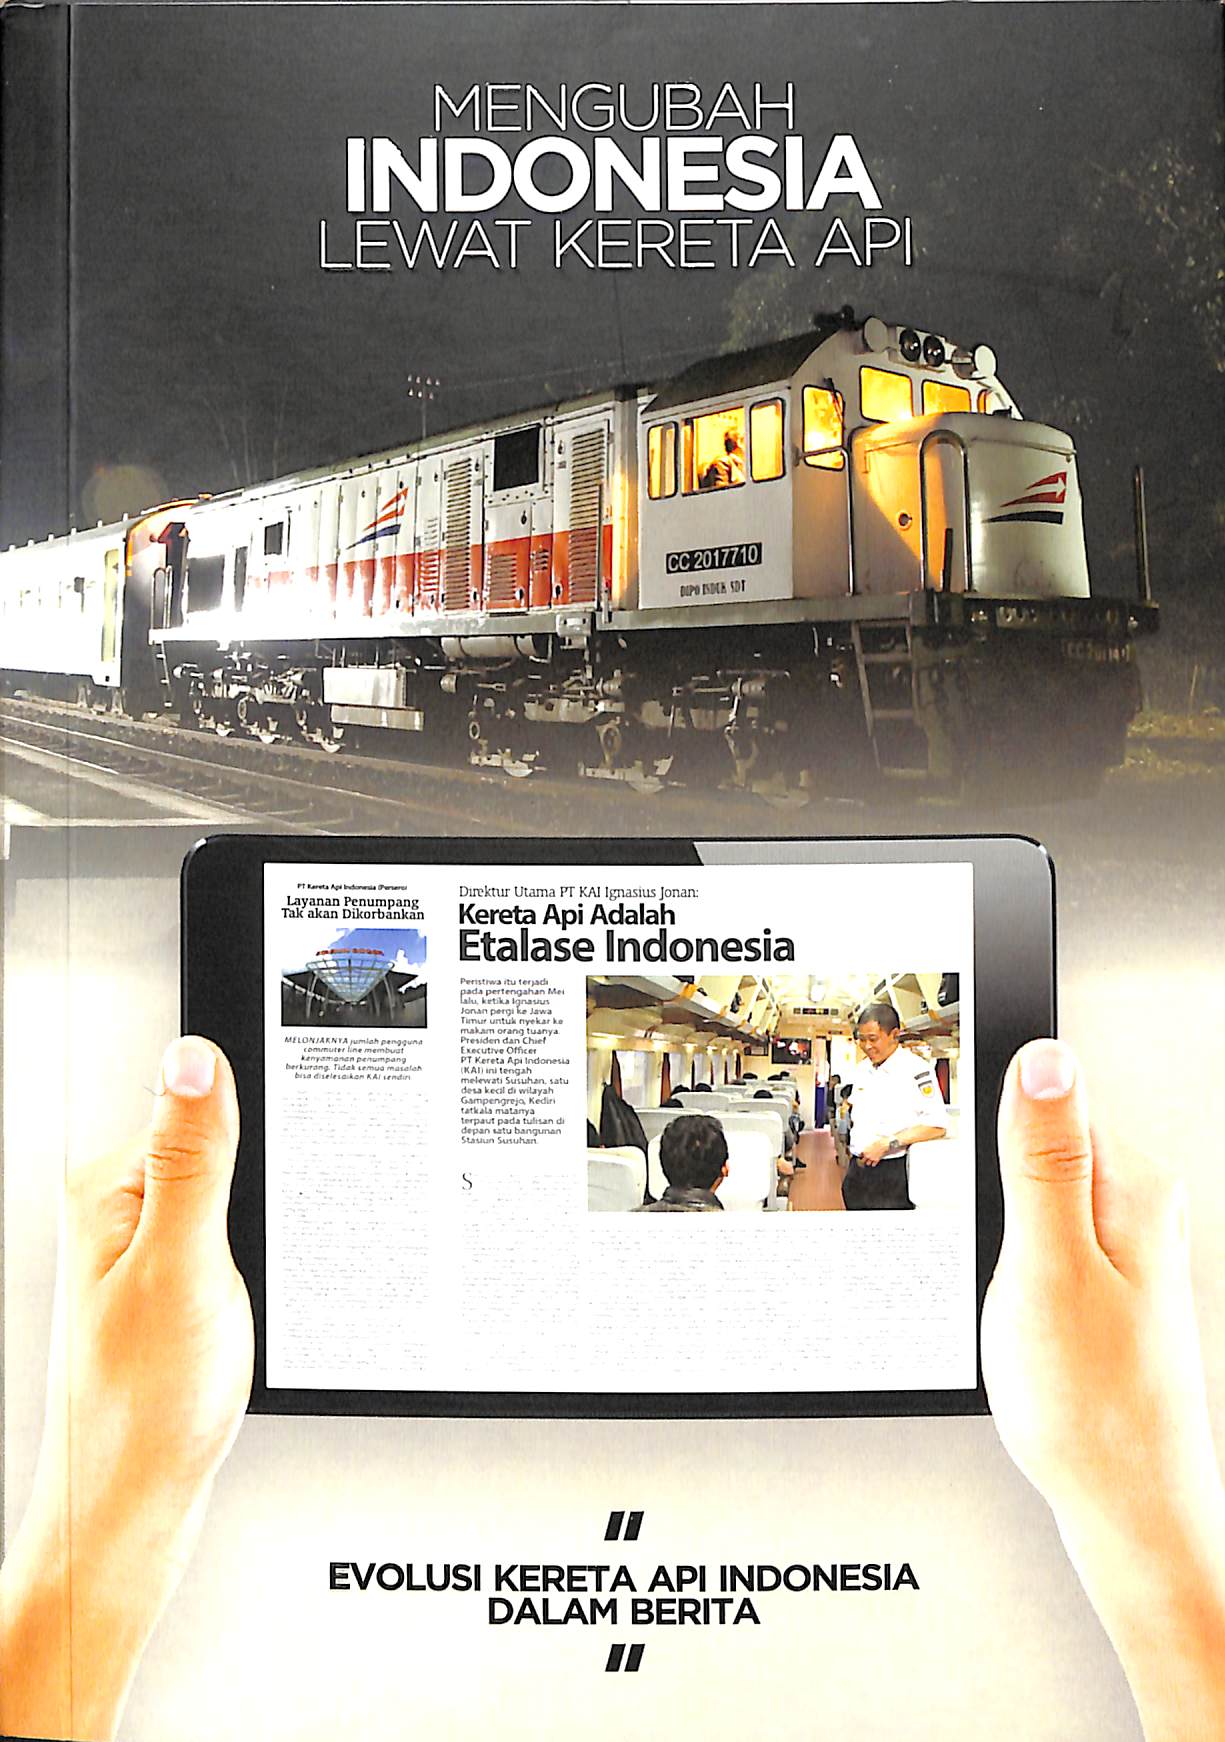 MENGUBAH
INDONESIA
LEWAT KERETA API
CC 2017710
DIPO INDUK SDT
PT Kereta Api Indonesia (Persero)
Layanan Penumpang
Tak akan Dikorbankan
MELONJAKNYA jumlah pengguna
commuter line membuat
kenyamanan penumpang
berkurang. Tidak semua masalah
bisa diselesaikan KAI sendiri.
Direktur Utama PT KAI Ignasius Jonan:
Kereta Api Adalah
Etalase Indonesia
Peristiwa itu terjadi
pada pertengahan Mei
lalu, ketika Ignasius
Jonan pergi ke Jawa
Timur untuk nyekar ke
makam orang tuanya.
Presiden dan Chief
Executive Officer
PT Kereta Api Indonesia
(KAI) ini tengah
melewati Susuhan, satu
desa kecil di wilayah
Gampengrejo, Kediri
tatkala matanya
terpaut pada tulisan di
depan satu bangunan
Stasiun Susuhan.
S
"
EVOLUSI KERETA API INDONESIA
DALAM BERITA
"